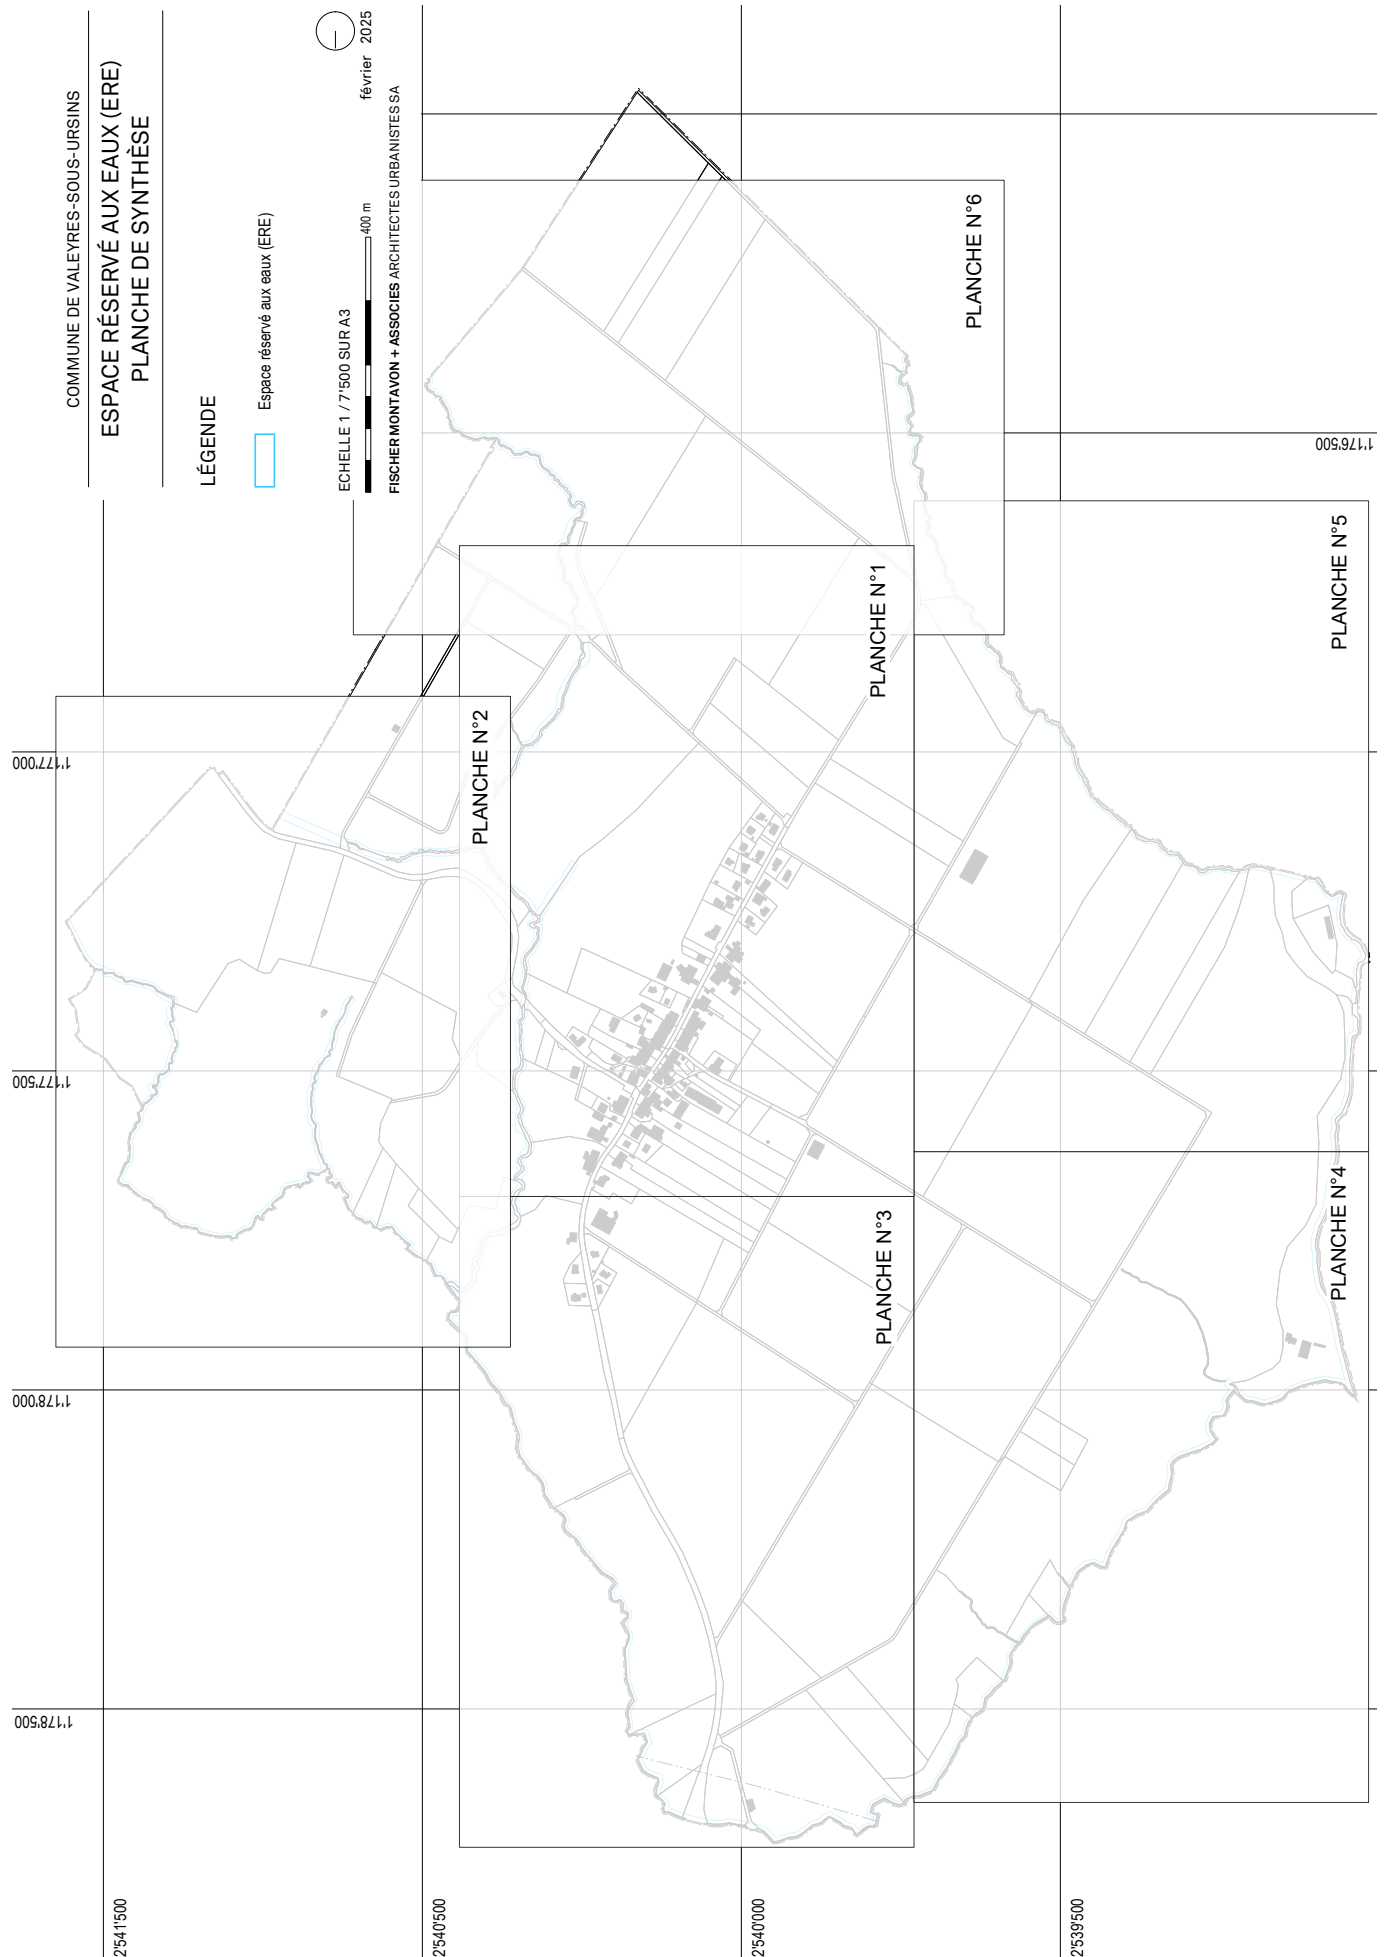 COMMUNE DE VALEYRES-SOUS-URSINS
ESPACE RÉSERVÉ AUX EAUX (ERE)
PLANCHE DE SYNTHÈSE
LÉGENDE
Espace réservé aux eaux (ERE)
ECHELLE 1 / 7'500 SUR A3
400 m
février 2025
FISCHER MONTAVON + ASSOCIES ARCHITECTES URBANISTES SA
PLANCHE N°6
PLANCHE N°5
PLANCHE N°1
PLANCHE N°2
PLANCHE N°3
PLANCHE N°4
1'176'500
1'177'000
1'177'500
1'178'000
1'178'500
2'541'500
2'540'500
2'540'000
2'539'500